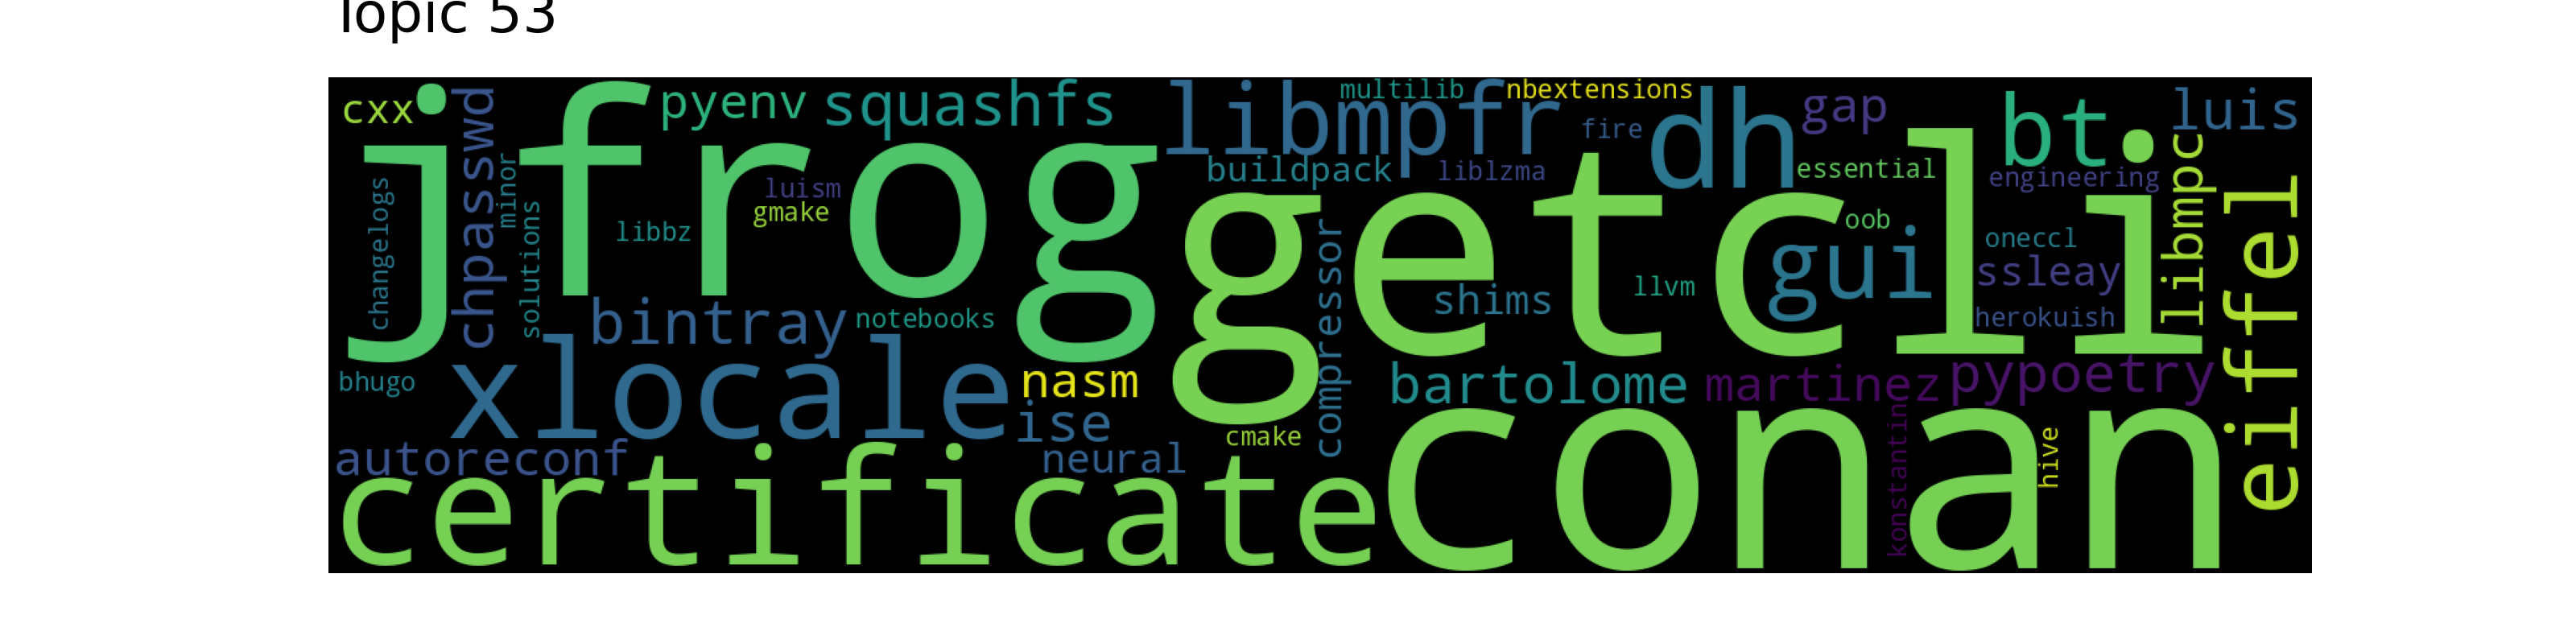 Topic 53
cxx
jfrog
chpasswd
minor
changelogs
solutions
pyenv
squashfs
luism
gmake
libbz
bintray
notebooks
libmpfr
multilib
nbextensions
fire
buildpack
liblzma
dh
gap
essential
bt
luis
engineering
getcli
oob
gui
oneccl
ssleay
herokuish
libmpc
eiffel
compressor
shims
llvm
bhugo
xlocale
nasm
ise
bartolome
martinez
pypoetry
autoreconf
neural
cmake
certificate
conan
konstantin
hive